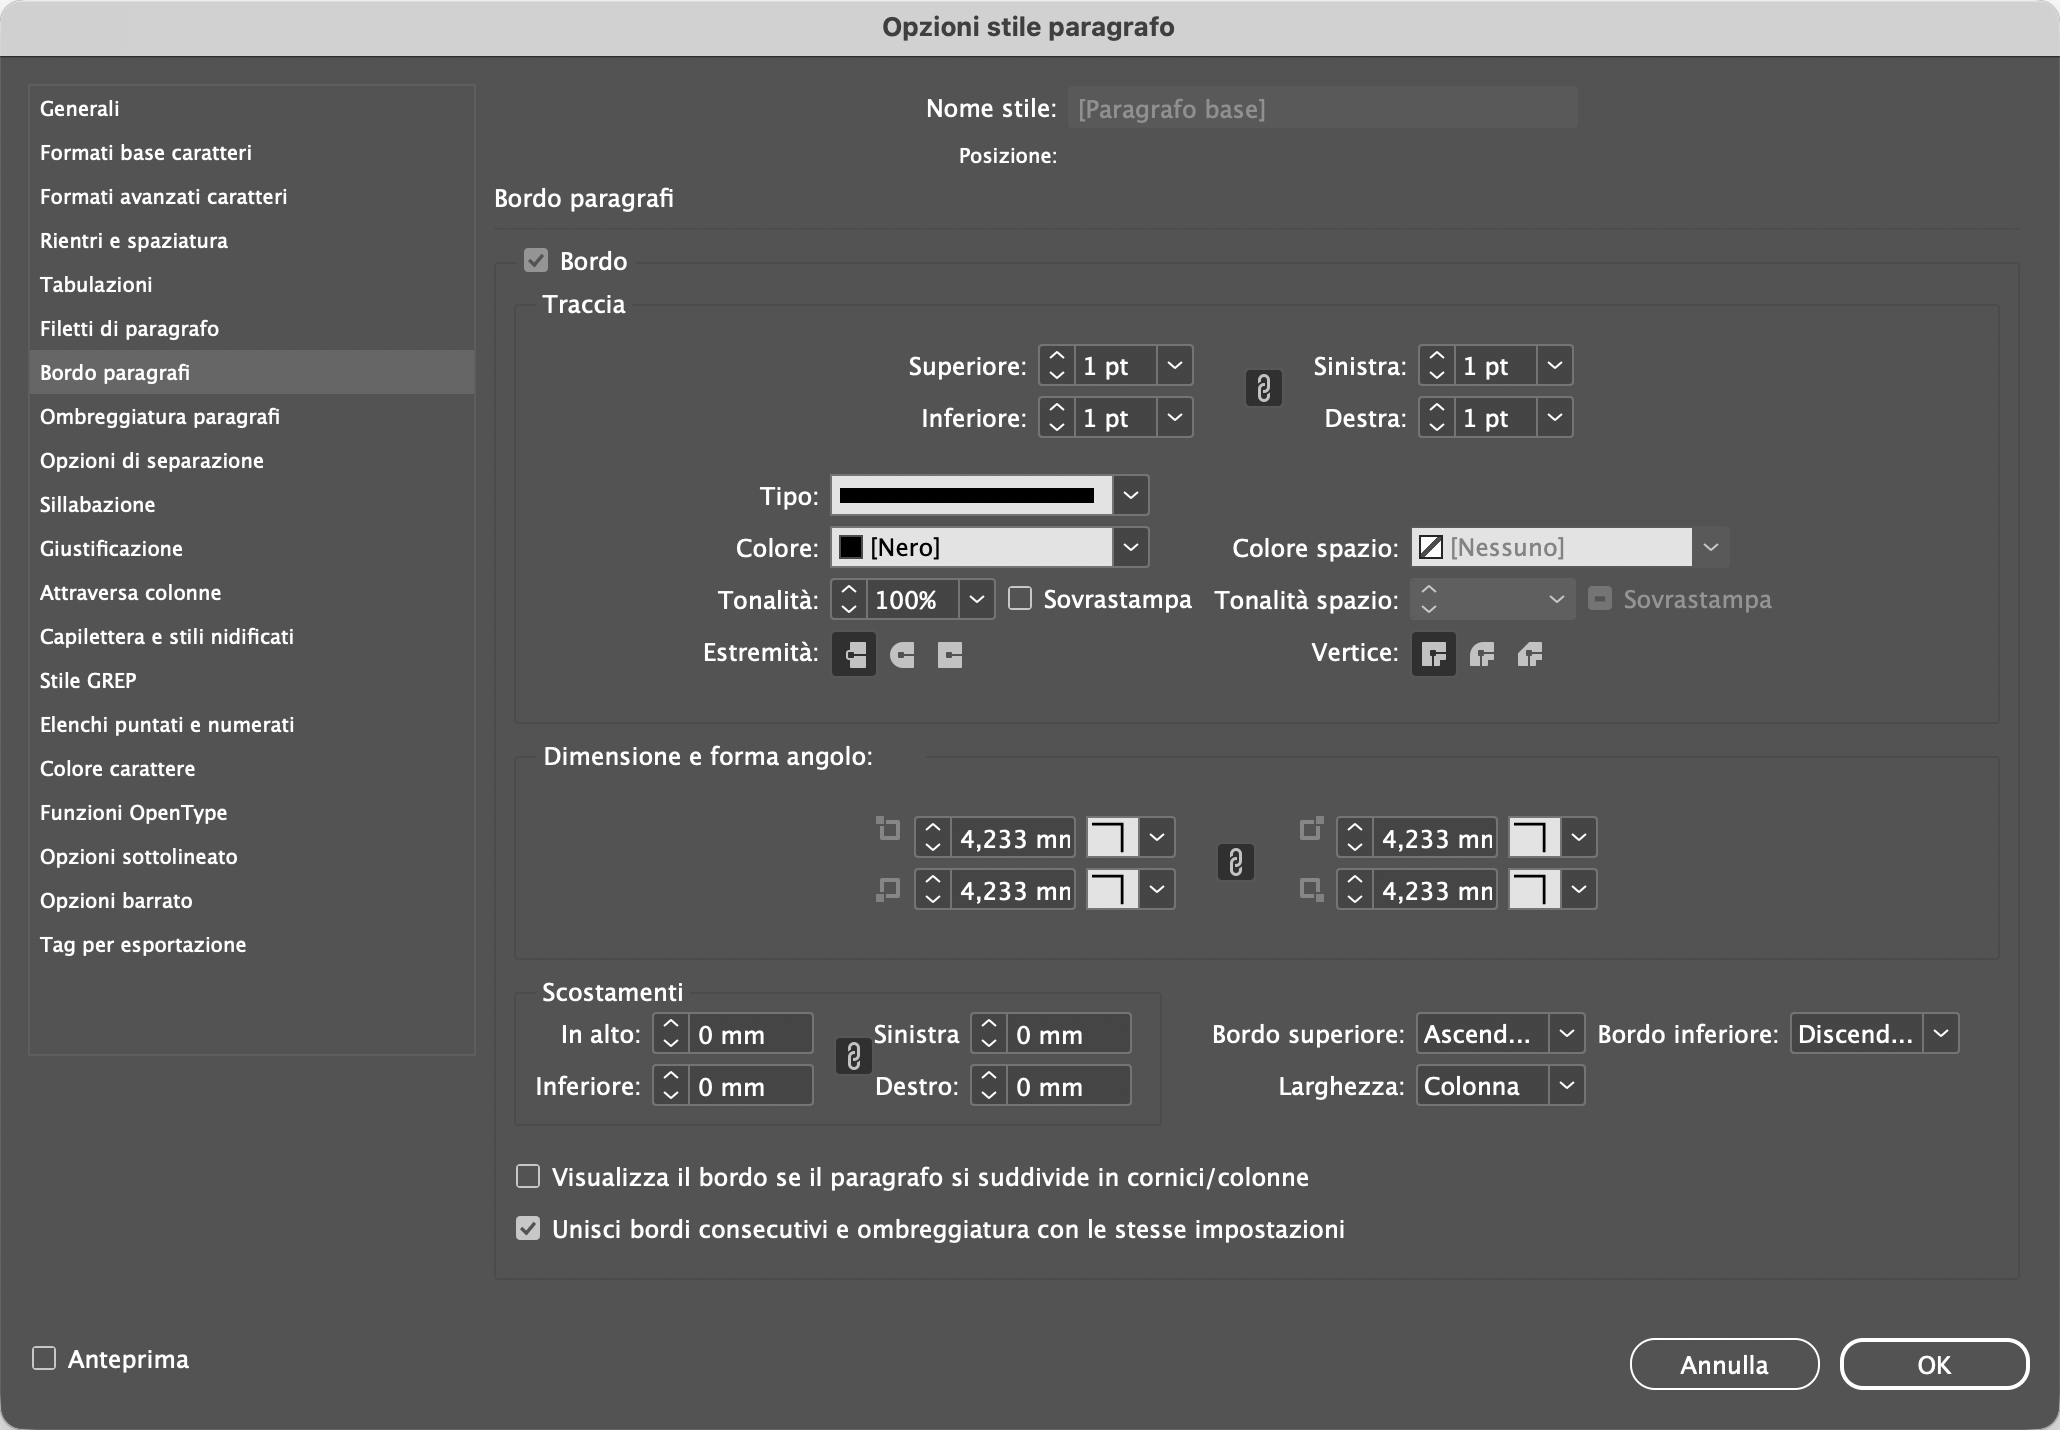 Opzioni stile paragrafo
Generali
Formati base caratteri
Formati avanzati caratteri
Rientri e spaziatura
Tabulazioni
Filetti di paragrafo
Bordo paragrafi
Ombreggiatura paragrafi
Opzioni di separazione
Sillabazione
Giustificazione
Attraversa colonne
Capilettera e stili nidificati
Stile GREP
Elenchi puntati e numerati
Colore carattere
Funzioni OpenType
Opzioni sottolineato
Opzioni barrato
Tag per esportazione
Nome stile: [Paragrafo base]
Posizione:
Bordo paragrafi
Bordo
Traccia
Superiore: 1 pt Sinistra: 1 pt
Inferiore: 1 pt Destra: 1 pt
Tipo:
Colore: [Nero] Colore spazio: [Nessuno]
Tonalità: 100% Sovrastampa Tonalità spazio: Sovrastampa
Estremità: Vertice:
Dimensione e forma angolo:
4,233 mm 4,233 mm
4,233 mm 4,233 mm
Scostamenti
In alto: 0 mm Sinistra 0 mm Bordo superiore: Ascend... Bordo inferiore: Discend...
Inferiore: 0 mm Destro: 0 mm Larghezza: Colonna
Visualizza il bordo se il paragrafo si suddivide in cornici/colonne
Unisci bordi consecutivi e ombreggiatura con le stesse impostazioni
Anteprima Annulla OK